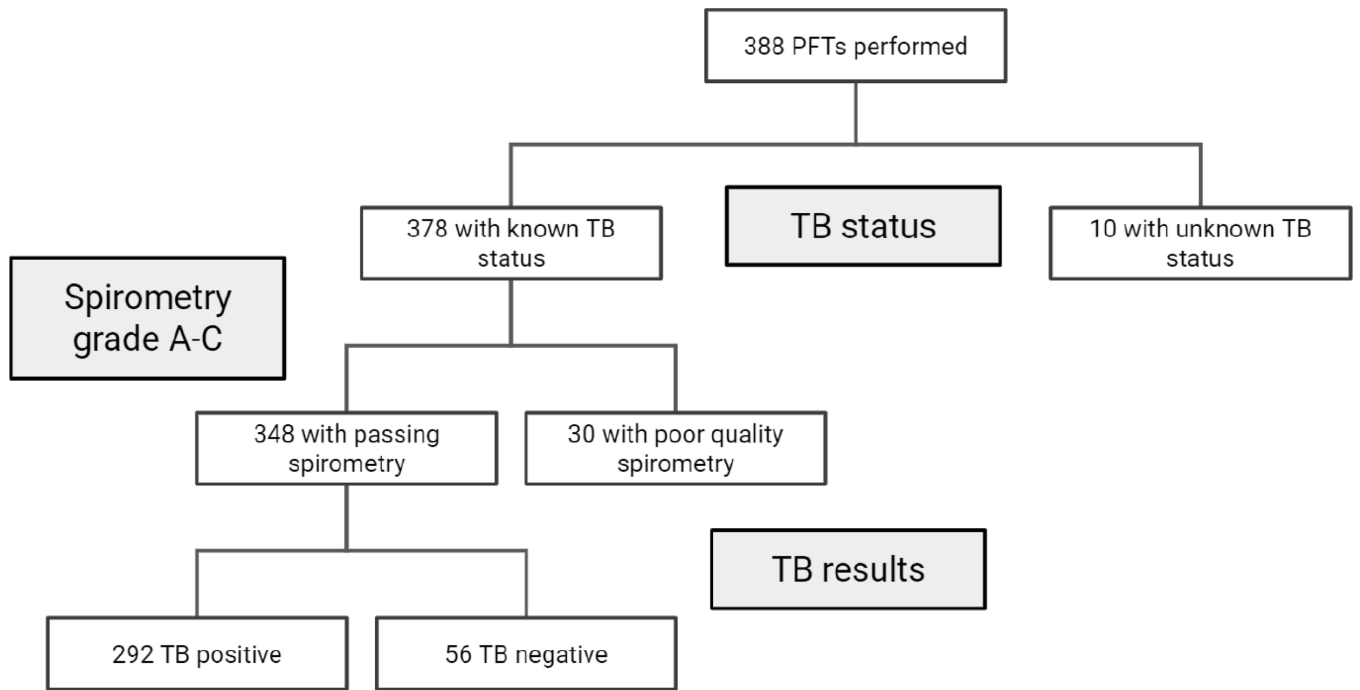 388 PFTs performed
378 with known TB
status
TB status
10 with unknown TB
status
Spirometry
grade A-C
348 with passing
spirometry
30 with poor quality
spirometry
TB results
292 TB positive
56 TB negative